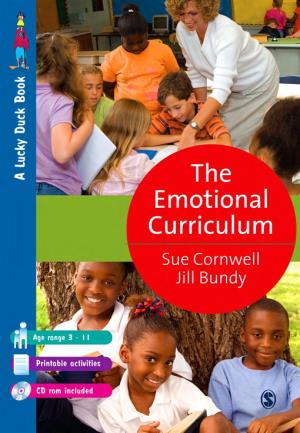 A Lucky Duck Book
The
Emotional
Curriculum
Sue Cornwell
Jill Bundy
Age range 3 - 11
Printable activities
CD rom included
SAGE